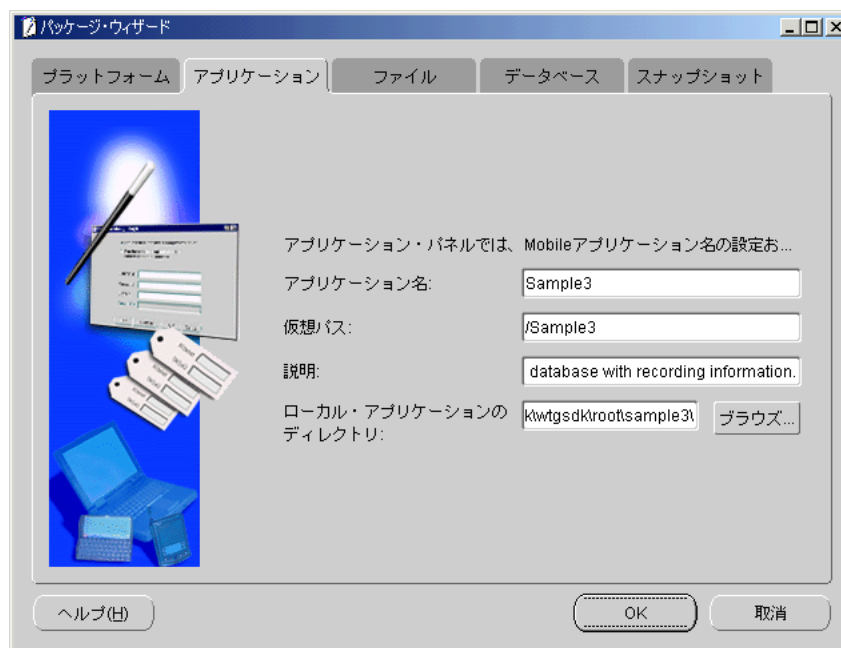 パッケージ・ウィザード
プラットフォーム アプリケーション ファイル データベース スナップショット
アプリケーション・パネルでは、Mobileアプリケーション名の設定お...
アプリケーション名: Sample3
仮想パス: /Sample3
説明: database with recording information.
ローカル・アプリケーションの
ディレクトリ: k\wtgsdk\root\sample3\ ブラウズ...
ヘルプ(H) OK 取消